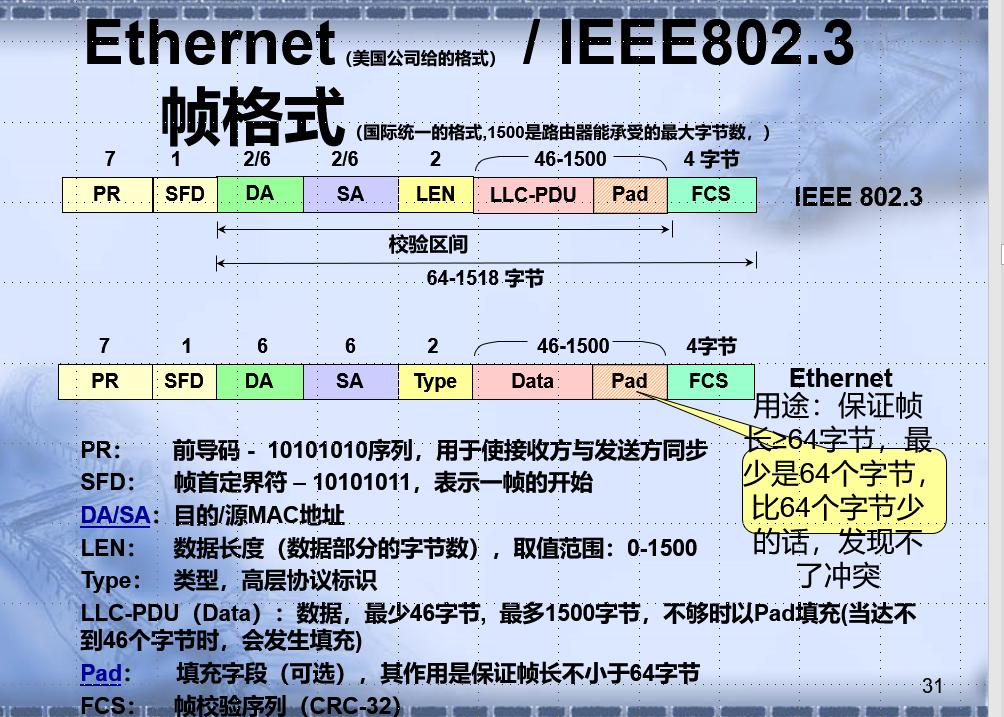 Ethernet（美国公司给的格式） / IEEE802.3
帧格式（国际统一的格式,1500是路由器能承受的最大字节数，）
7 1 2/6 2/6 2 46-1500 4 字节
PR SFD DA SA LEN LLC-PDU Pad FCS IEEE 802.3
校验区间
64-1518 字节
7 1 6 6 2 46-1500 4字节
PR SFD DA SA Type Data Pad FCS Ethernet
用途：保证帧
长≥64字节，最
少是64个字节，
比64个字节少
的话，发现不
了冲突
PR： 前导码 - 10101010序列，用于使接收方与发送方同步
SFD： 帧首定界符 – 10101011，表示一帧的开始
DA/SA：目的/源MAC地址
LEN： 数据长度（数据部分的字节数），取值范围：0-1500
Type： 类型，高层协议标识
LLC-PDU（Data）：数据，最少46字节, 最多1500字节，不够时以Pad填充(当达不
到46个字节时，会发生填充)
Pad： 填充字段（可选），其作用是保证帧长不小于64字节
FCS： 帧校验序列（CRC-32）
31